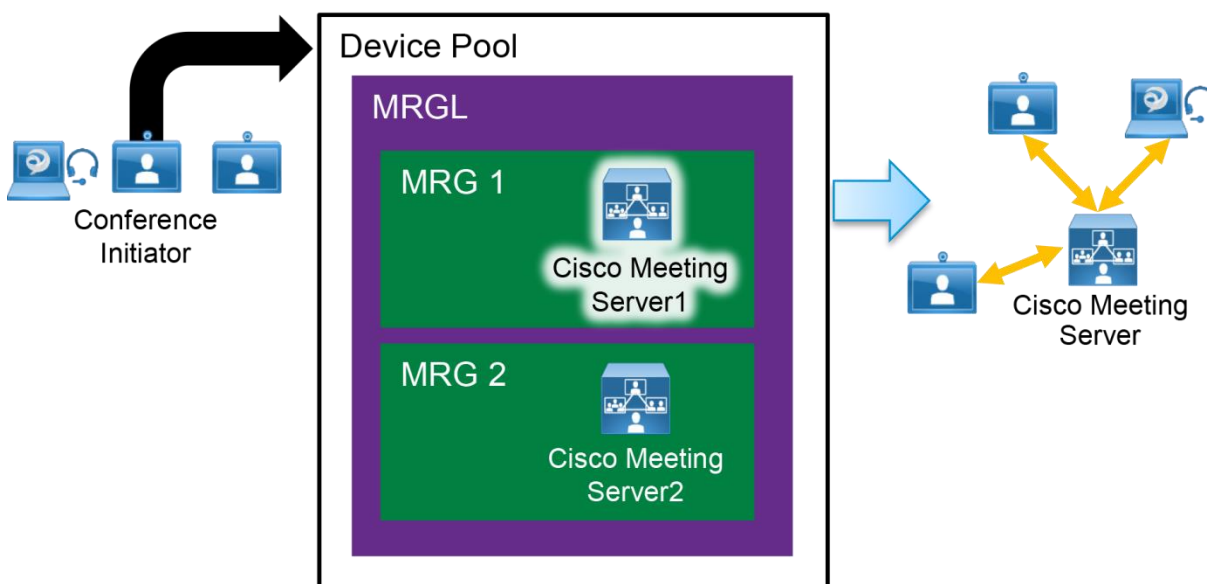 Device Pool
MRGL
MRG 1
Cisco Meeting
Server1
MRG 2
Cisco Meeting
Server2
Conference
Initiator
Cisco Meeting
Server